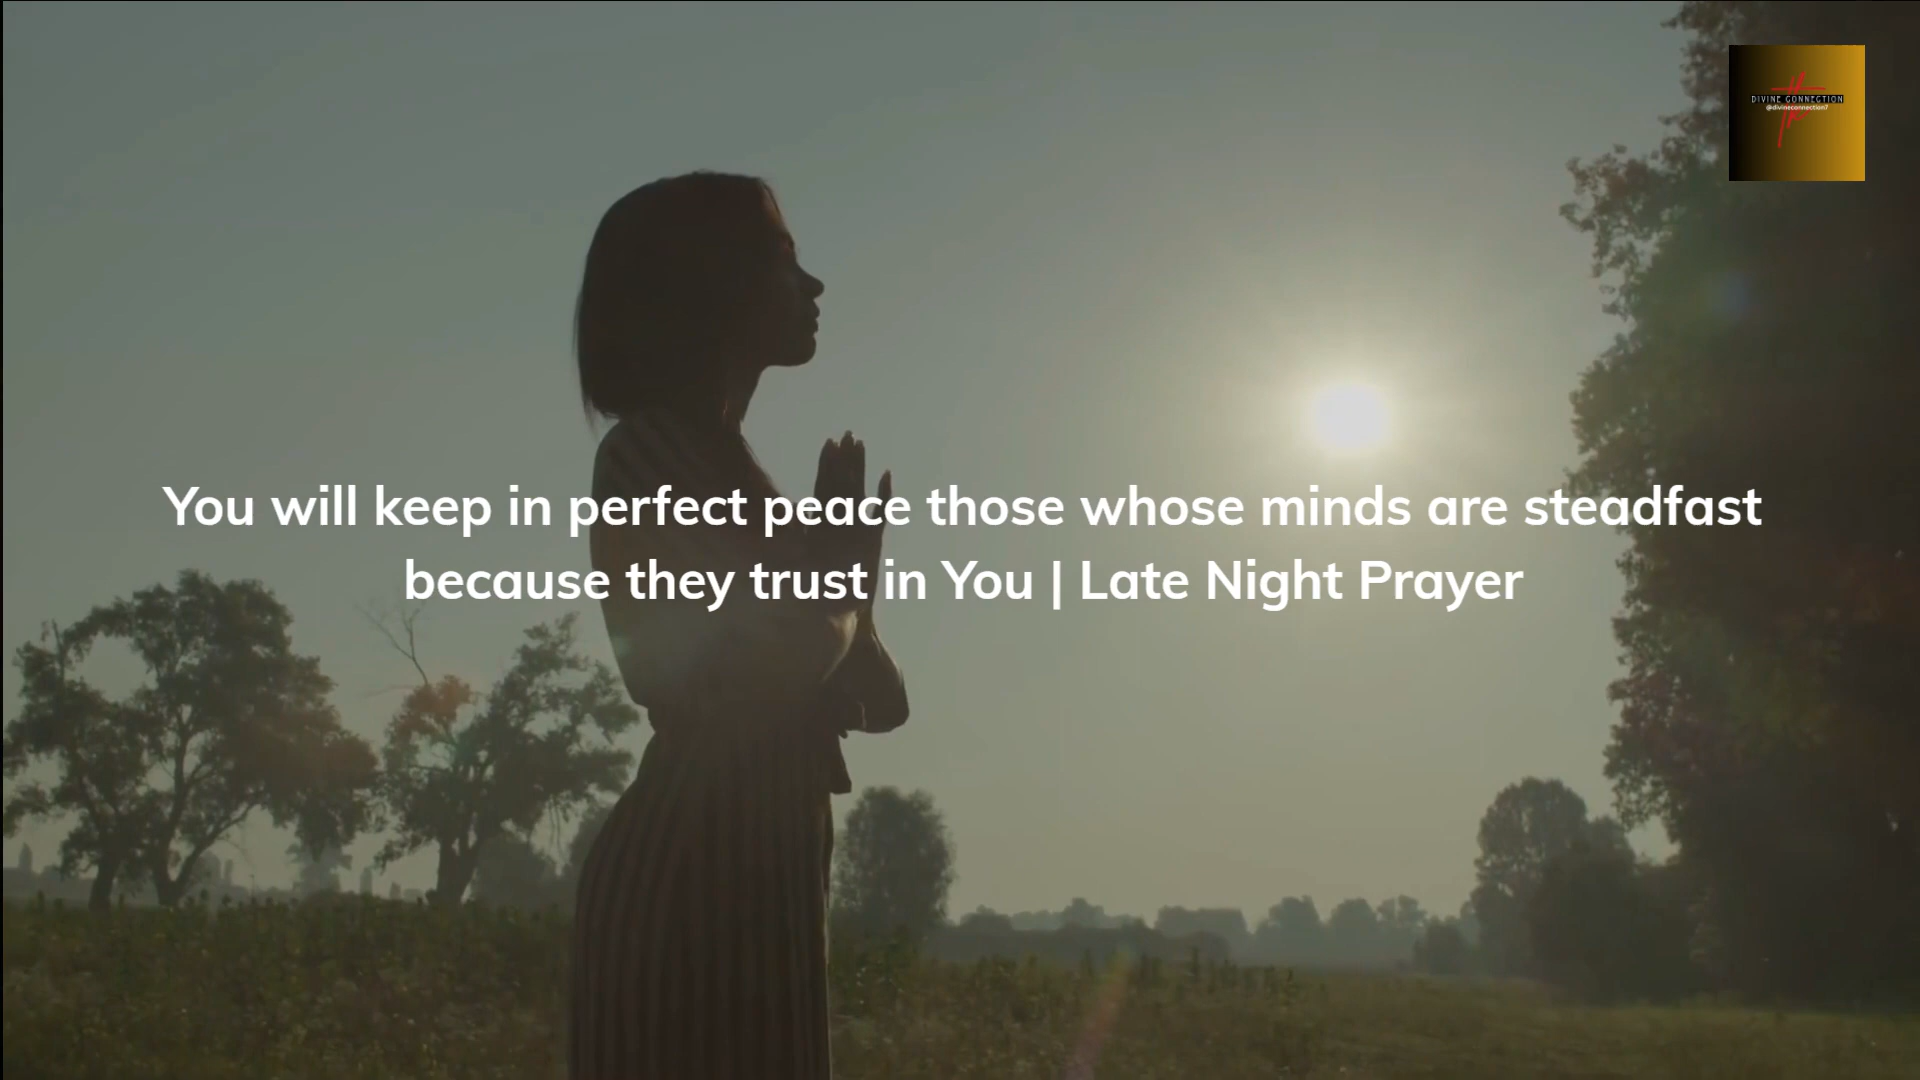 DIVINE CONNECTION
@divineconnection7
You will keep in perfect peace those whose minds are steadfast
because they trust in You | Late Night Prayer